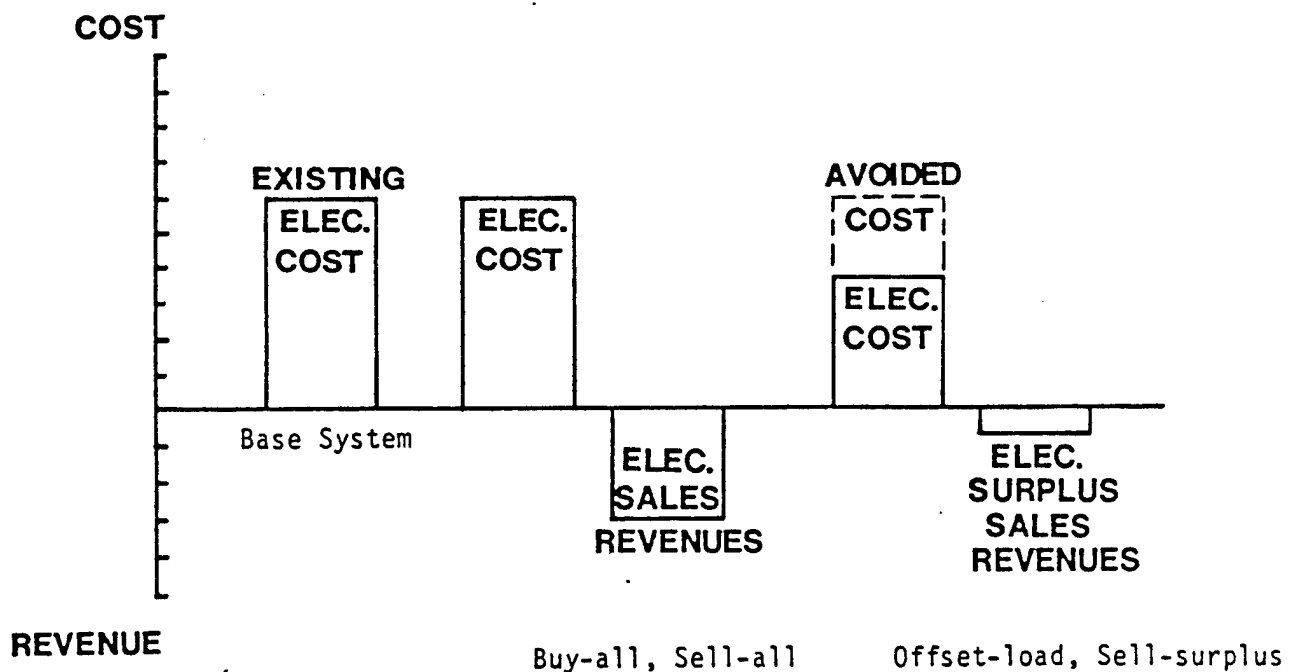 COST
EXISTING
ELEC.
COST
ELEC.
COST
AVOIDED
COST
ELEC.
COST
Base System
ELEC.
SALES
REVENUES
ELEC.
SURPLUS
SALES
REVENUES
REVENUE
Buy-all, Sell-all
Offset-load, Sell-surplus